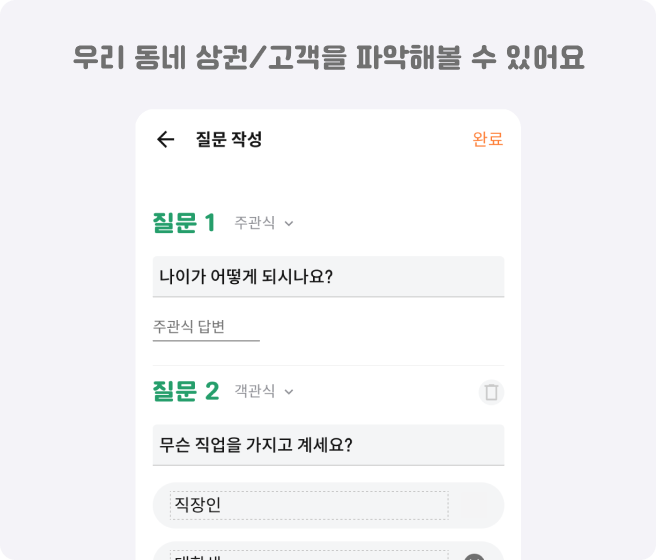 우리 동네 상권/고객을 파악해볼 수 있어요
질문 작성
완료
질문 1 주관식
나이가 어떻게 되시나요?
주관식 답변
질문 2 객관식
무슨 직업을 가지고 계세요?
직장인